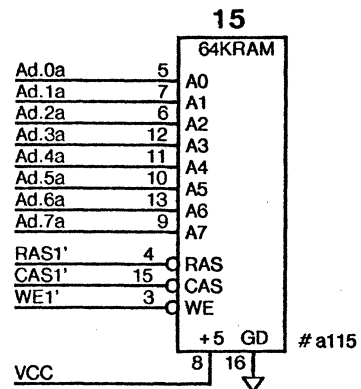 15
64KRAM
Ad.0a 5 A0
Ad.1a 7 A1
Ad.2a 6 A2
Ad.3a 12 A3
Ad.4a 11 A4
Ad.5a 10 A5
Ad.6a 13 A6
Ad.7a 9 A7
RAS1' 4 RAS
CAS1' 15 CAS
WE1' 3 WE
+5 GD # a115
8 16
VCC